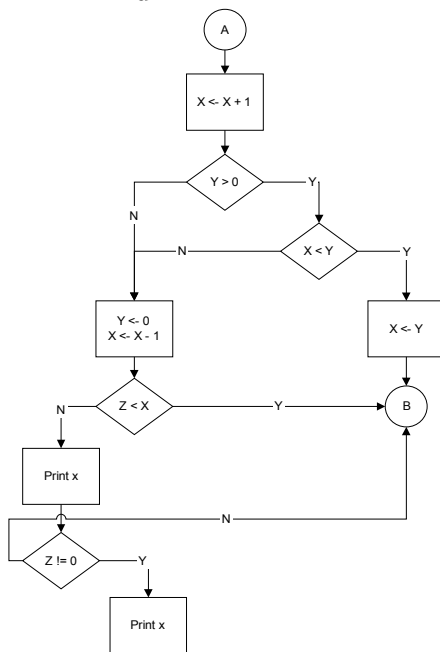 A
X <- X + 1
Y > 0
Y
N
X < Y
N
Y
Y <- 0
X <- X - 1
X <- Y
Z < X
N
Y
B
Print x
N
Z != 0
Y
Print x